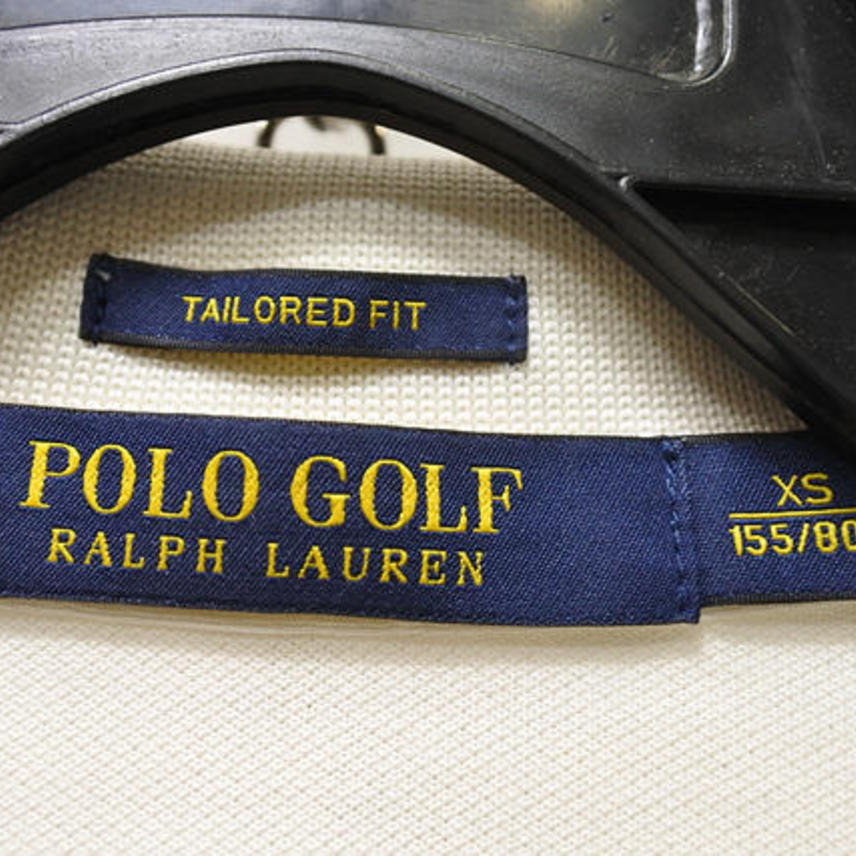 TAILORED FIT
POLO GOLF
RALPH LAUREN
XS
155/80